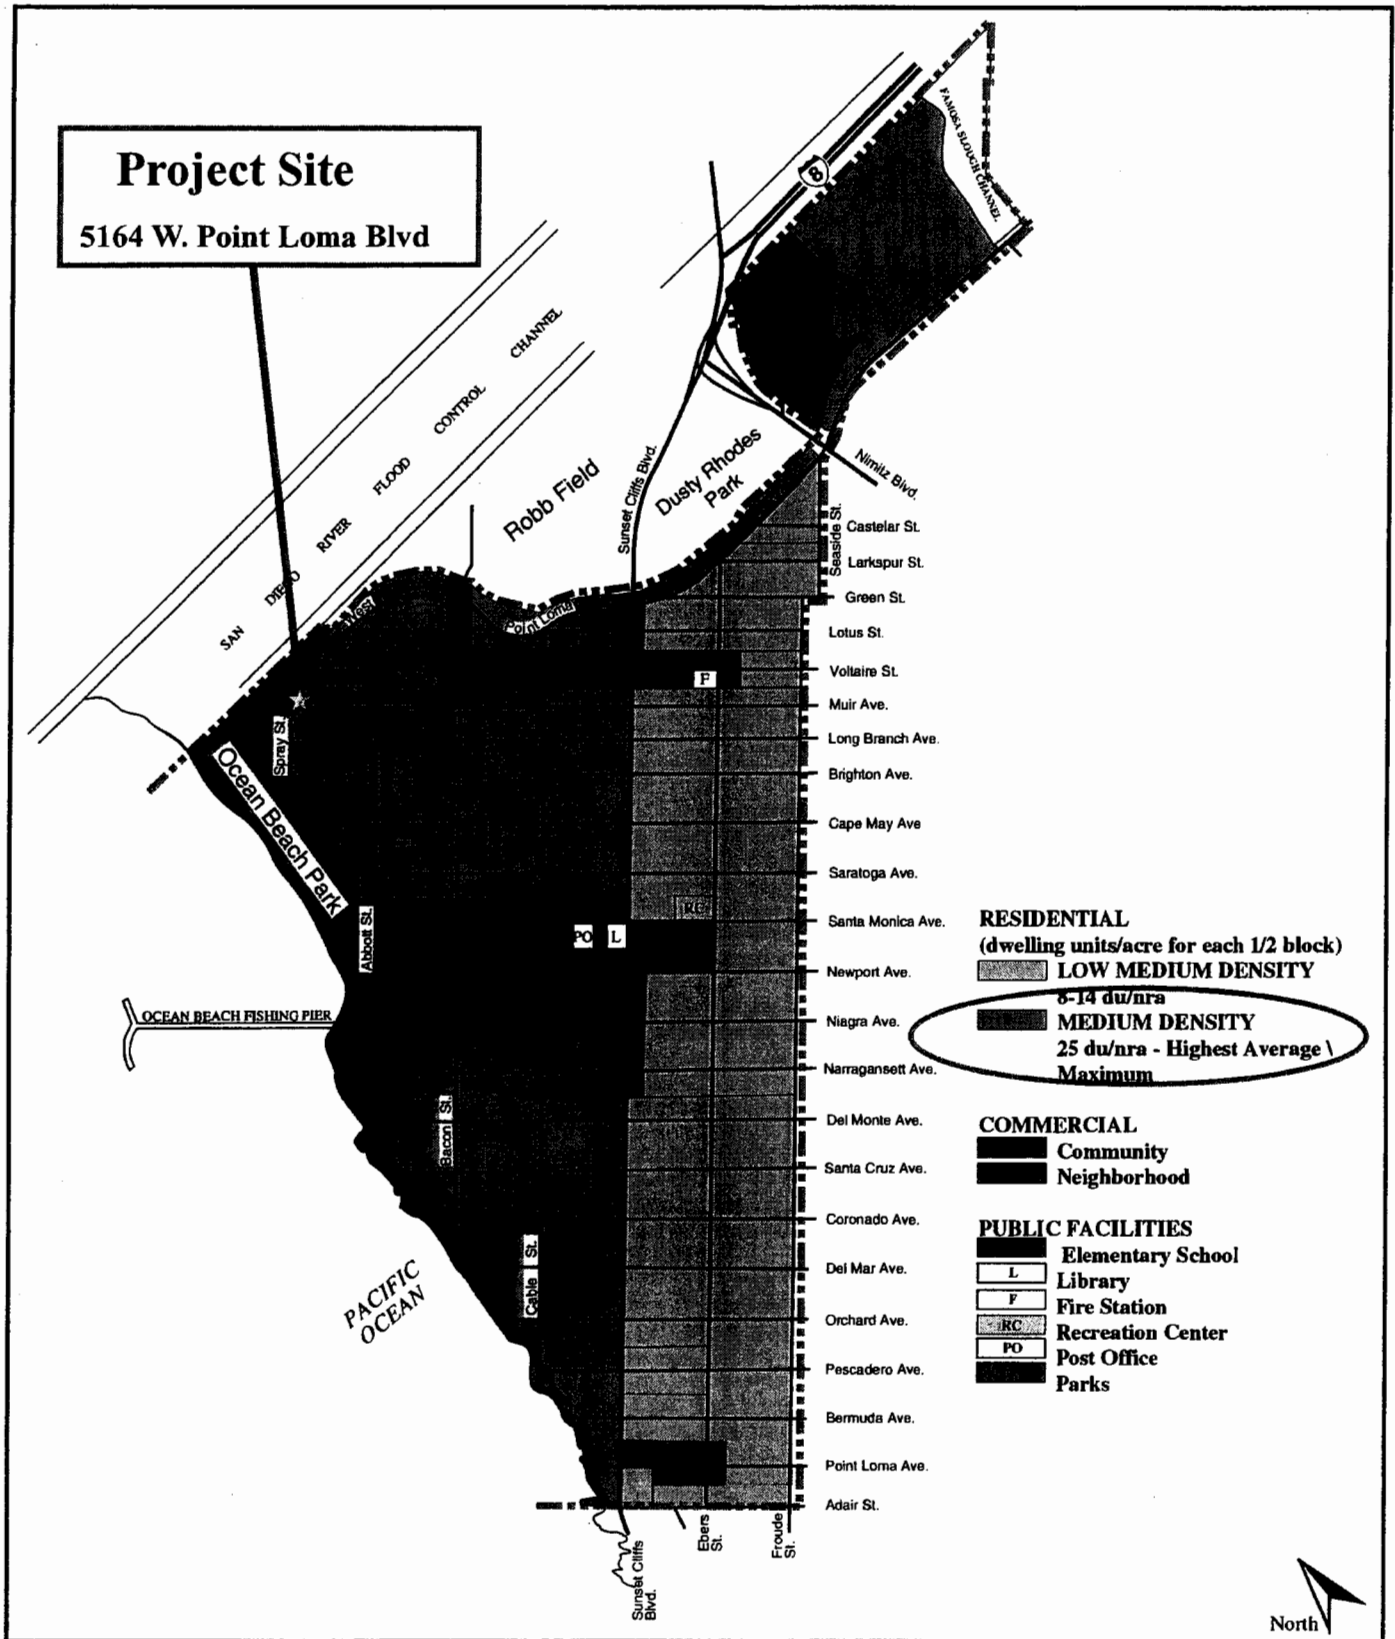 Project Site
5164 W. Point Loma Blvd
8
FAMOSA SLOUGH CHANNEL
SAN DIEGO RIVER FLOOD CONTROL CHANNEL
Robb Field
Sunset Cliffs Blvd.
Dusty Rhodes
Park
Nimitz Blvd.
Seaside St.
Castelar St.
Larkspur St.
Green St.
West
Point Loma
Lotus St.
Voltaire St.
F
Muir Ave.
Long Branch Ave.
Spray St.
Brighton Ave.
Ocean Beach Park
Cape May Ave
Saratoga Ave.
RC
Santa Monica Ave.
PO
L
Abbott St.
Newport Ave.
OCEAN BEACH FISHING PIER
Niagra Ave.
Narragansett Ave.
Bacon St.
Del Monte Ave.
Santa Cruz Ave.
Coronado Ave.
Cable St.
Del Mar Ave.
PACIFIC
OCEAN
Orchard Ave.
Pescadero Ave.
Bermuda Ave.
Point Loma Ave.
Adair St.
Sunset Cliffs
Blvd.
Ebers
St.
Froude
St.
RESIDENTIAL
(dwelling units/acre for each 1/2 block)
LOW MEDIUM DENSITY
8-14 du/nra
MEDIUM DENSITY
25 du/nra - Highest Average \
Maximum
COMMERCIAL
Community
Neighborhood
PUBLIC FACILITIES
Elementary School
L
Library
F
Fire Station
RC
Recreation Center
PO
Post Office
Parks
North